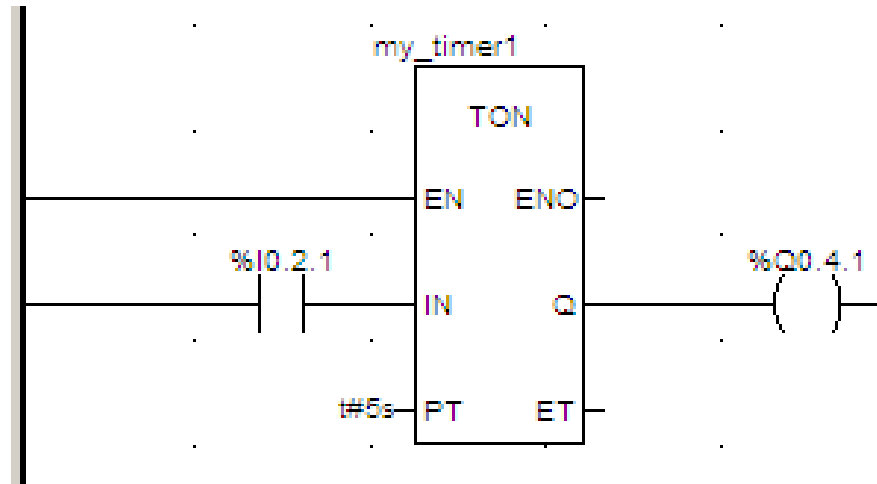 my_timer1
TON
EN ENO
%I0.2.1 %Q0.4.1
IN Q
t#5s PT ET